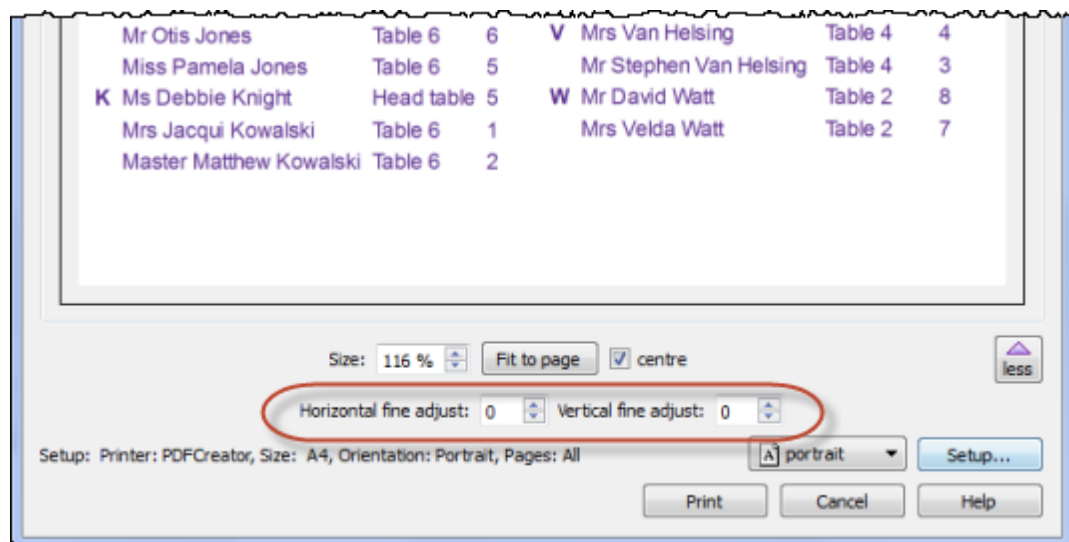 Mr Otis Jones Table 6 6 V Mrs Van Helsing Table 4 4
Miss Pamela Jones Table 6 5 Mr Stephen Van Helsing Table 4 3
K Ms Debbie Knight Head table 5 W Mr David Watt Table 2 8
Mrs Jacqui Kowalski Table 6 1 Mrs Velda Watt Table 2 7
Master Matthew Kowalski Table 6 2
Size: 116 % Fit to page centre less
Horizontal fine adjust: 0 Vertical fine adjust: 0
Setup: Printer: PDFCreator, Size: A4, Orientation: Portrait, Pages: All A portrait Setup...
Print Cancel Help